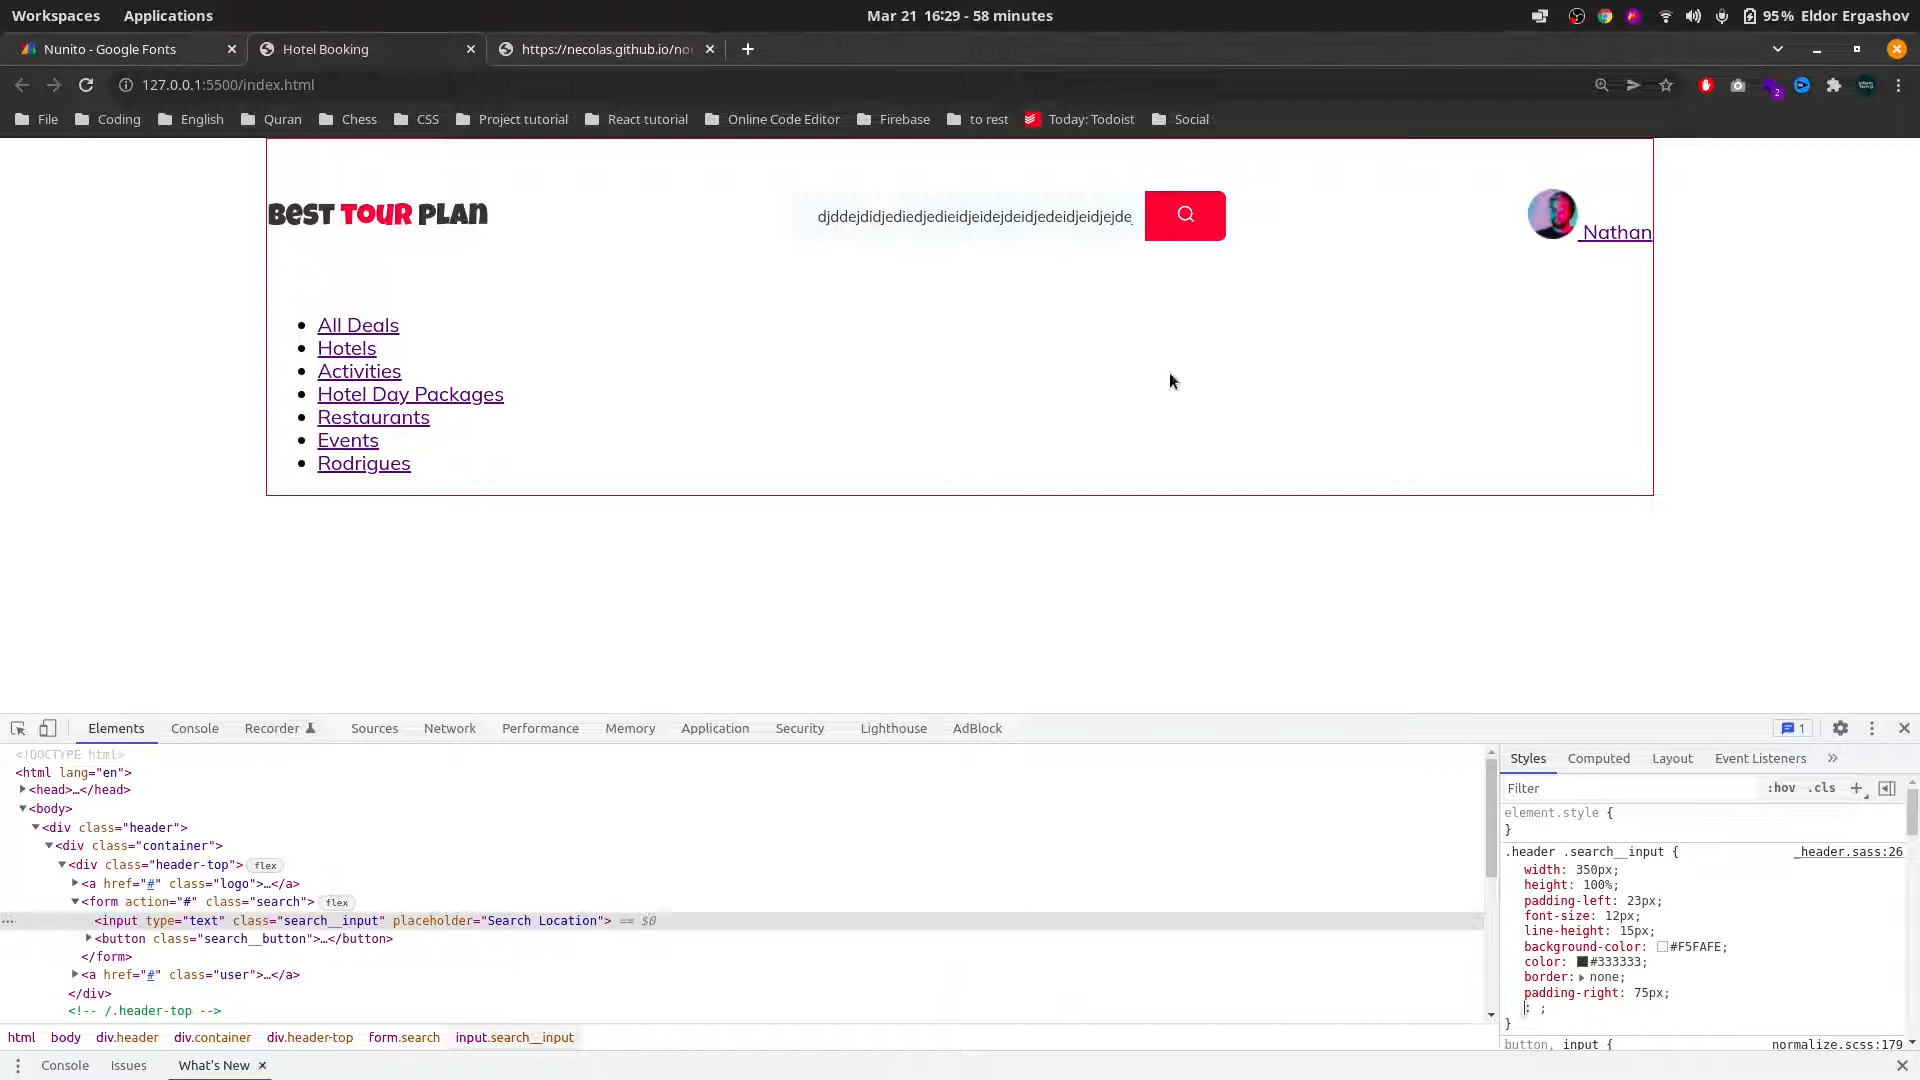 Workspaces Applications Mar 21 16:29 - 58 minutes 95% Eldor Ergashov
Nunito - Google Fonts Hotel Booking https://necolas.github.io/no
127.0.0.1:5500/index.html 2
File Coding English Quran Chess CSS Project tutorial React tutorial Online Code Editor Firebase to rest Today: Todoist Social
BEST TOUR PLAN
djddejdidjediedjedieidjeidejdeidjedeidjeidjejde
Nathan
All Deals
Hotels
Activities
Hotel Day Packages
Restaurants
Events
Rodrigues
Elements Console Recorder Sources Network Performance Memory Application Security Lighthouse AdBlock 1
<!DOCTYPE html>
<html lang="en">
<head>…</head>
<body>
<div class="header">
<div class="container">
<div class="header-top"> flex
<a href="#" class="logo">…</a>
<form action="#" class="search"> flex
<input type="text" class="search__input" placeholder="Search Location"> == $0
<button class="search__button">…</button>
</form>
<a href="#" class="user">…</a>
</div>
<!-- /.header-top -->
html body div.header div.container div.header-top form.search input.search__input
Styles Computed Layout Event Listeners »
Filter :hov .cls +
element.style {
}
.header .search__input { _header.sass:26
width: 350px;
height: 100%;
padding-left: 23px;
font-size: 12px;
line-height: 15px;
background-color: #F5FAFE;
color: #333333;
border: none;
padding-right: 75px;
: ;
}
button, input { normalize.scss:179
Console Issues What's New